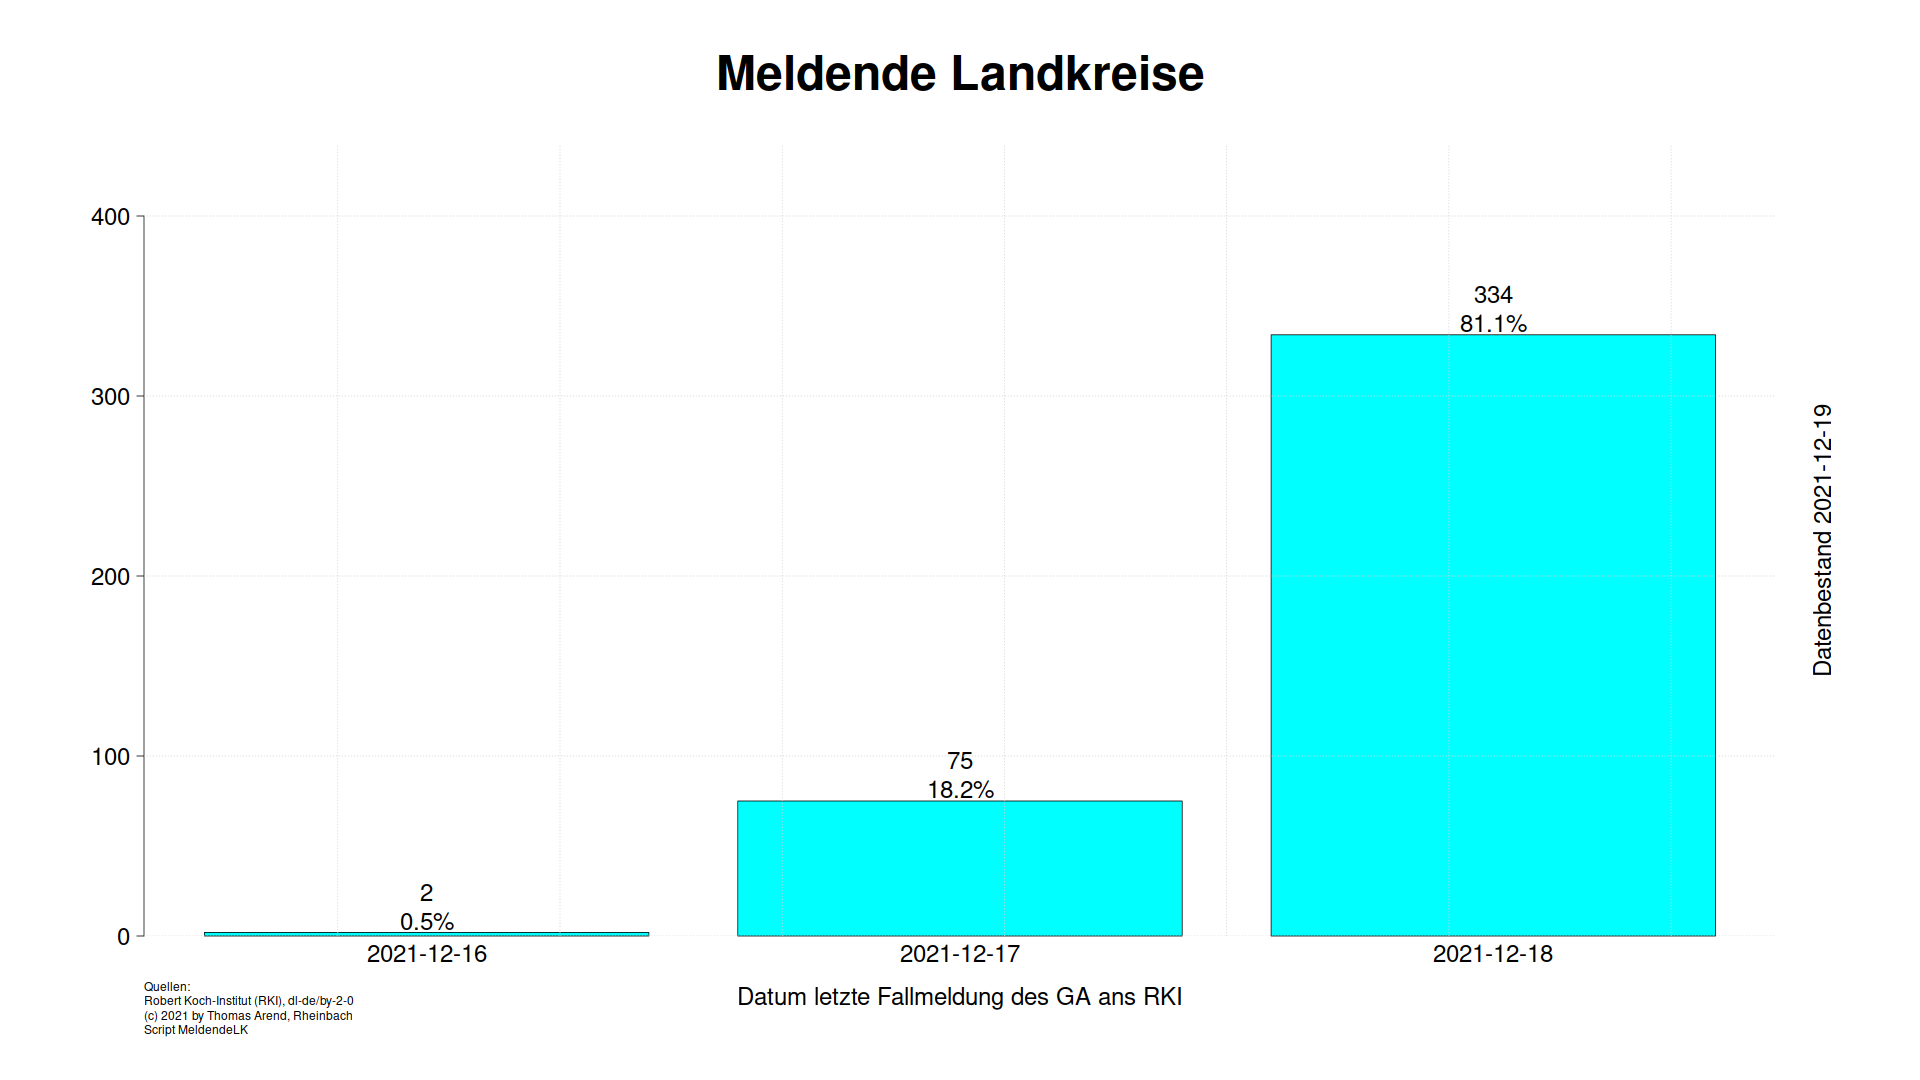 Meldende Landkreise
400
300
200
100
0
2
0.5%
75
18.2%
334
81.1%
2021-12-16
2021-12-17
2021-12-18
Datum letzte Fallmeldung des GA ans RKI
Datenbestand 2021-12-19
Quellen:
Robert Koch-Institut (RKI), dl-de/by-2-0
(c) 2021 by Thomas Arend, Rheinbach
Script MeldendeLK